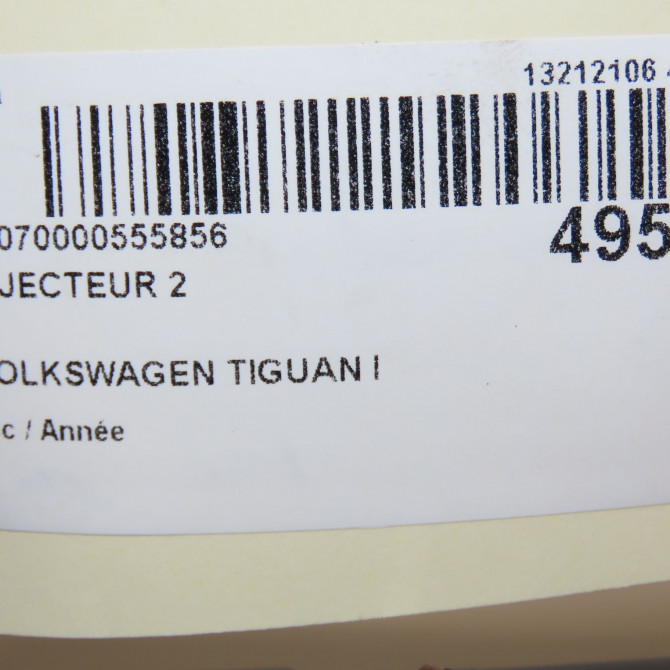 13212106
070000555856
495
JECTEUR 2
OLKSWAGEN TIGUAN I
c / Année